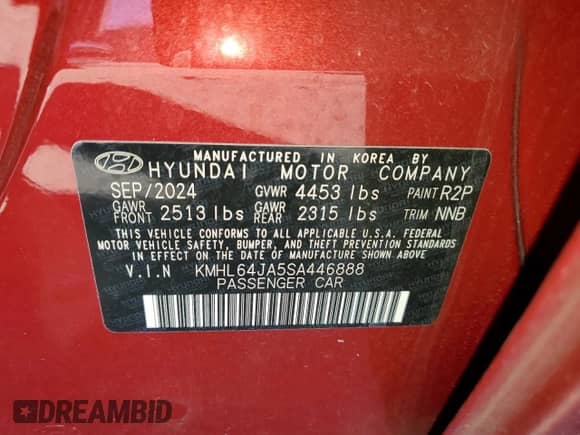 MANUFACTURED IN KOREA BY
HYUNDAI MOTOR COMPANY
SEP/2024 GVWR 4453 lbs PAINT R2P
GAWR FRONT 2513 lbs GAWR REAR 2315 lbs TRIM NNB
THIS VEHICLE CONFORMS TO ALL APPLICABLE U.S.A. FEDERAL
MOTOR VEHICLE SAFETY, BUMPER, AND THEFT PREVENTION STANDARDS
IN EFFECT ON THE DATE OF MANUFACTURE SHOWN ABOVE
V.I.N KMHL64JA5SA446888
PASSENGER CAR
DREAMBID